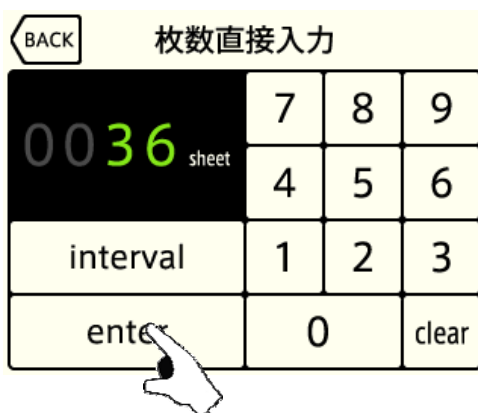 BACK 枚数直接入力
0036 sheet
7 8 9
4 5 6
interval 1 2 3
enter 0 clear